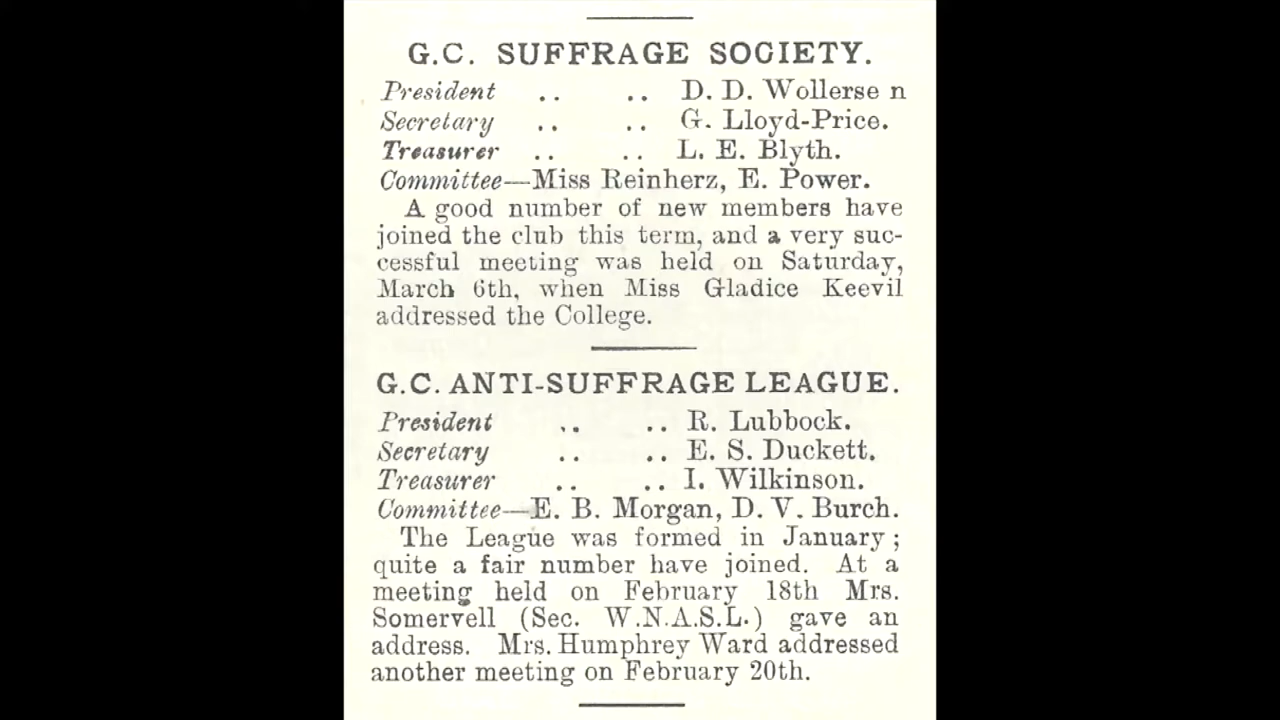 G.C. SUFFRAGE SOCIETY.
President .. .. D. D. Wollerse n
Secretary .. .. G. Lloyd-Price.
Treasurer .. .. L. E. Blyth.
Committee—Miss Reinherz, E. Power.
A good number of new members have
joined the club this term, and a very suc-
cessful meeting was held on Saturday,
March 6th, when Miss Gladice Keevil
addressed the College.
G.C. ANTI-SUFFRAGE LEAGUE.
President .. .. R. Lubbock.
Secretary .. .. E. S. Duckett.
Treasurer .. .. I. Wilkinson.
Committee—E. B. Morgan, D. V. Burch.
The League was formed in January ;
quite a fair number have joined. At a
meeting held on February 18th Mrs.
Somervell (Sec. W.N.A.S.L.) gave an
address. Mrs. Humphrey Ward addressed
another meeting on February 20th.